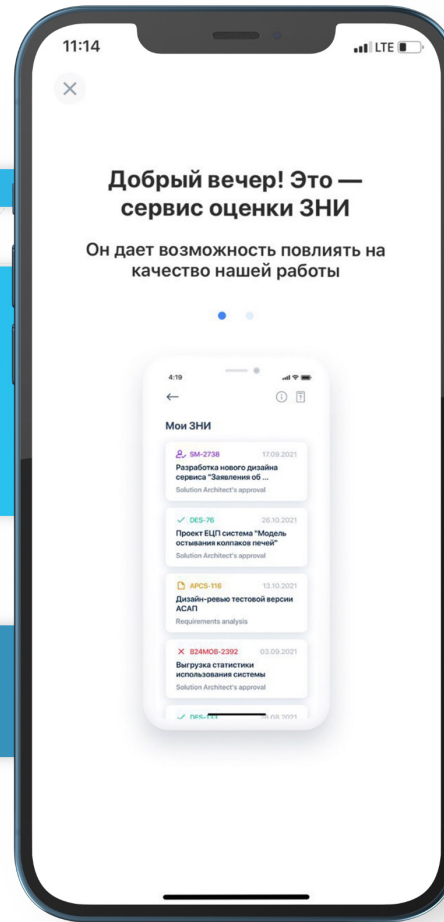 11:14
LTE
Добрый вечер! Это —
сервис оценки ЗНИ
Он дает возможность повлиять на
качество нашей работы
4:19
Мои ЗНИ
SM-2738 17.09.2021
Разработка нового дизайна
сервиса "Заявления об ...
Solution Architect's approval
DES-76 26.10.2021
Проект ЕЦП система "Модель
остывания колпаков печей"
Solution Architect's approval
APCS-116 13.10.2021
Дизайн-ревью тестовой версии
АСАП
Requirements analysis
B24MOB-2392 03.09.2021
Выгрузка статистики
использования системы
Solution Architect's approval